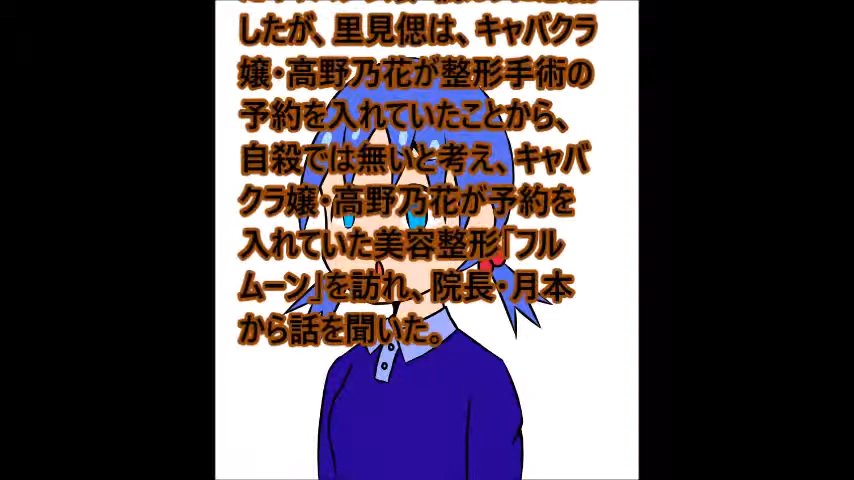 したが、里見偲は、キャバクラ
嬢・高野乃花が整形手術の
予約を入れていたことから、
自殺では無いと考え、キャバ
クラ嬢・高野乃花が予約を
入れていた美容整形「フル
ムーン」を訪れ、院長・月本
から話を聞いた。